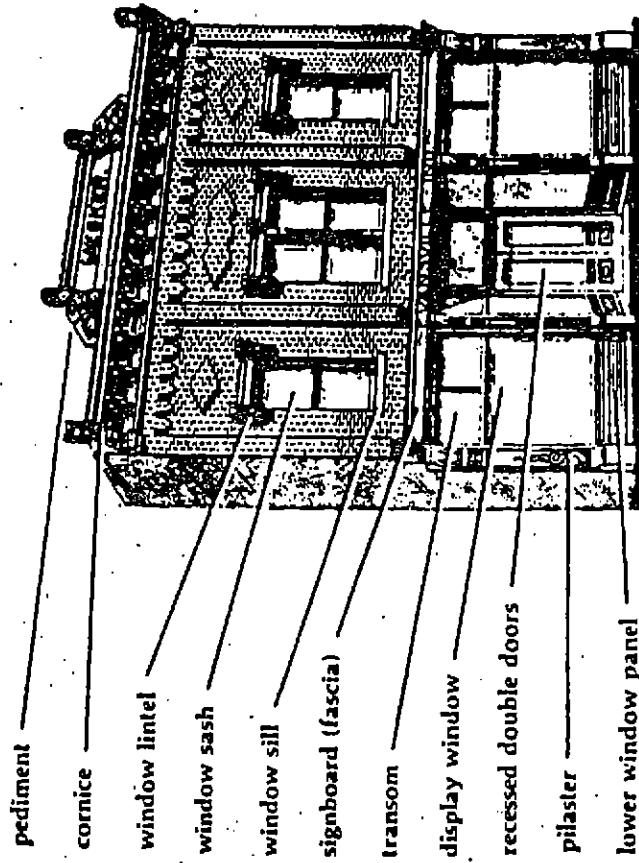 pediment
cornice
window lintel
window sash
window sill
signboard (fascia)
transom
display window
recessed double doors
pilaster
lower window panel